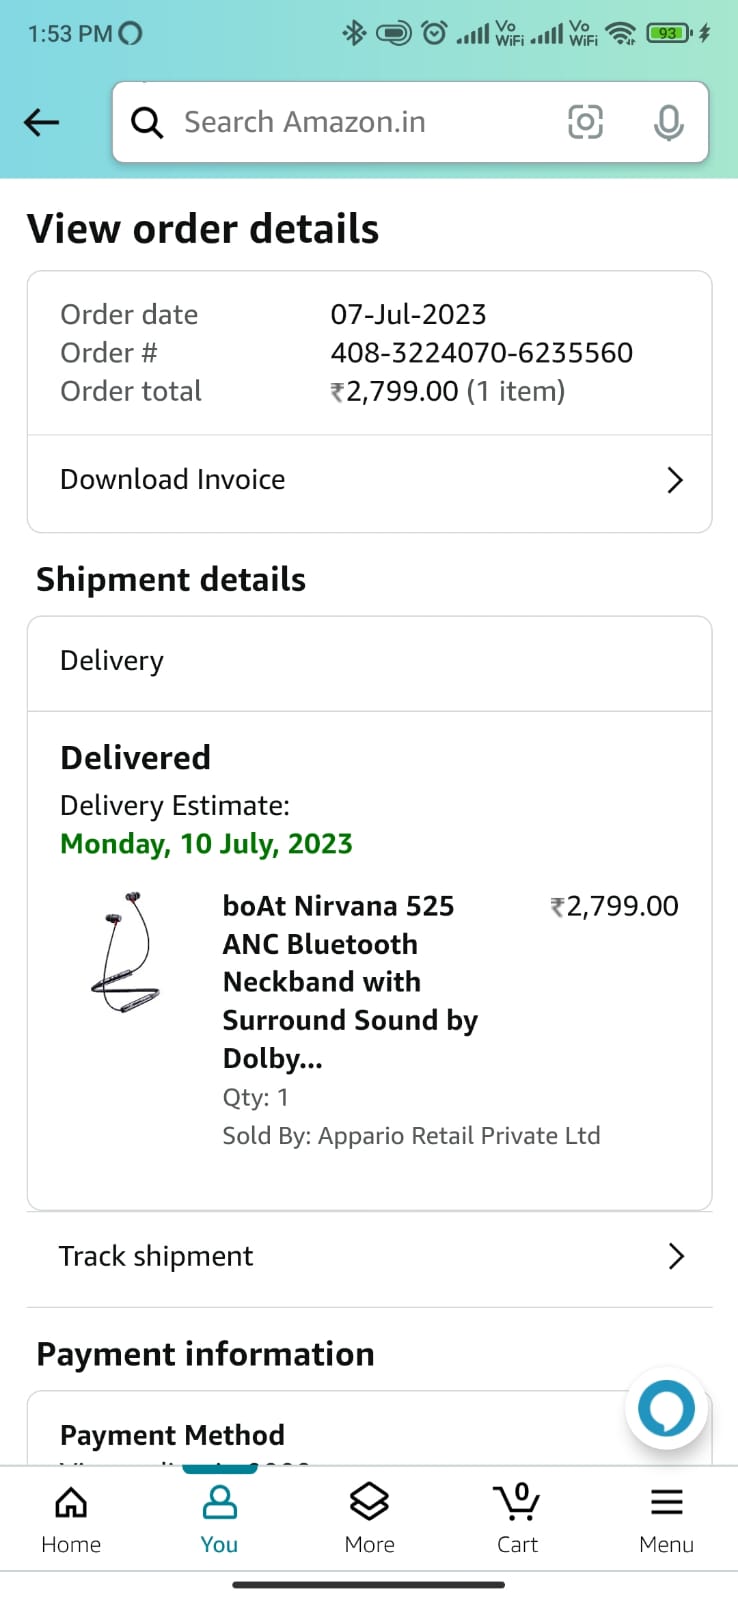 1:53 PM
Vo WiFi Vo WiFi 93
Search Amazon.in
View order details
Order date 07-Jul-2023
Order # 408-3224070-6235560
Order total ₹2,799.00 (1 item)
Download Invoice
Shipment details
Delivery
Delivered
Delivery Estimate:
Monday, 10 July, 2023
boAt Nirvana 525 ₹2,799.00
ANC Bluetooth
Neckband with
Surround Sound by
Dolby...
Qty: 1
Sold By: Appario Retail Private Ltd
Track shipment
Payment information
Payment Method
0
Home You More Cart Menu